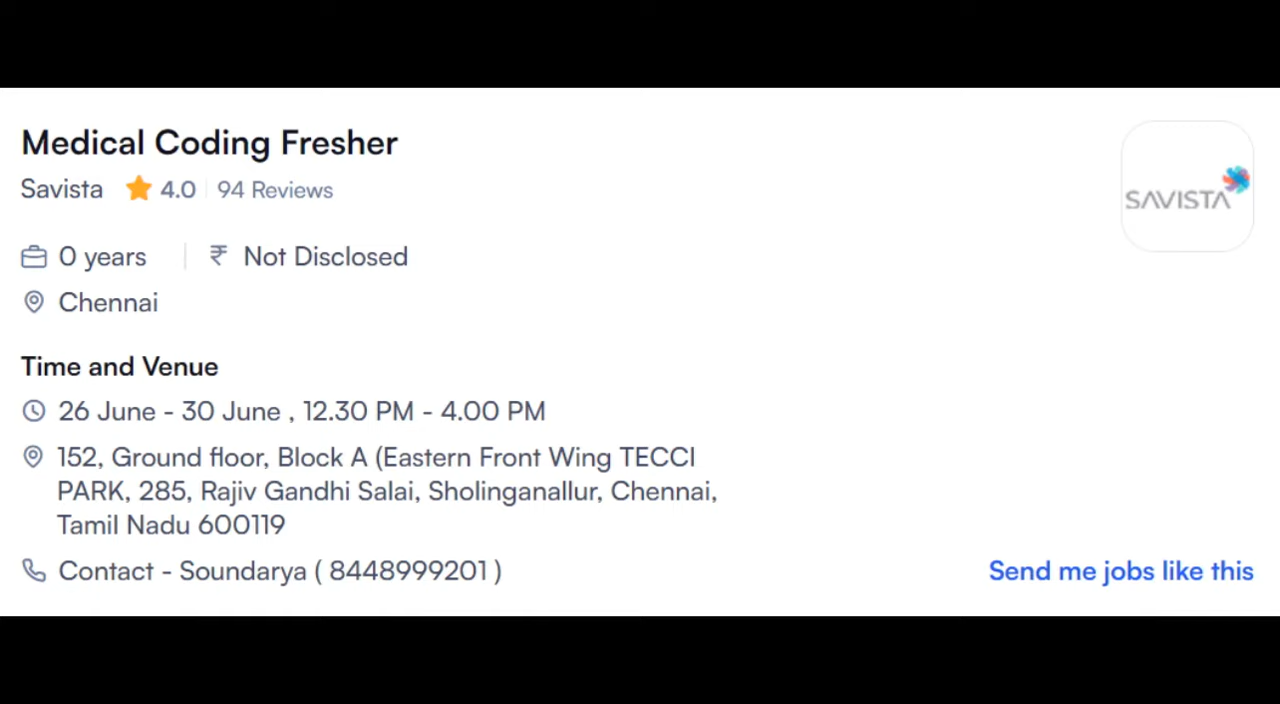 Medical Coding Fresher
Savista 4.0 94 Reviews
SAVISTA
0 years ₹ Not Disclosed
Chennai
Time and Venue
26 June - 30 June , 12.30 PM - 4.00 PM
152, Ground floor, Block A (Eastern Front Wing TECCI
PARK, 285, Rajiv Gandhi Salai, Sholinganallur, Chennai,
Tamil Nadu 600119
Contact - Soundarya ( 8448999201 )
Send me jobs like this